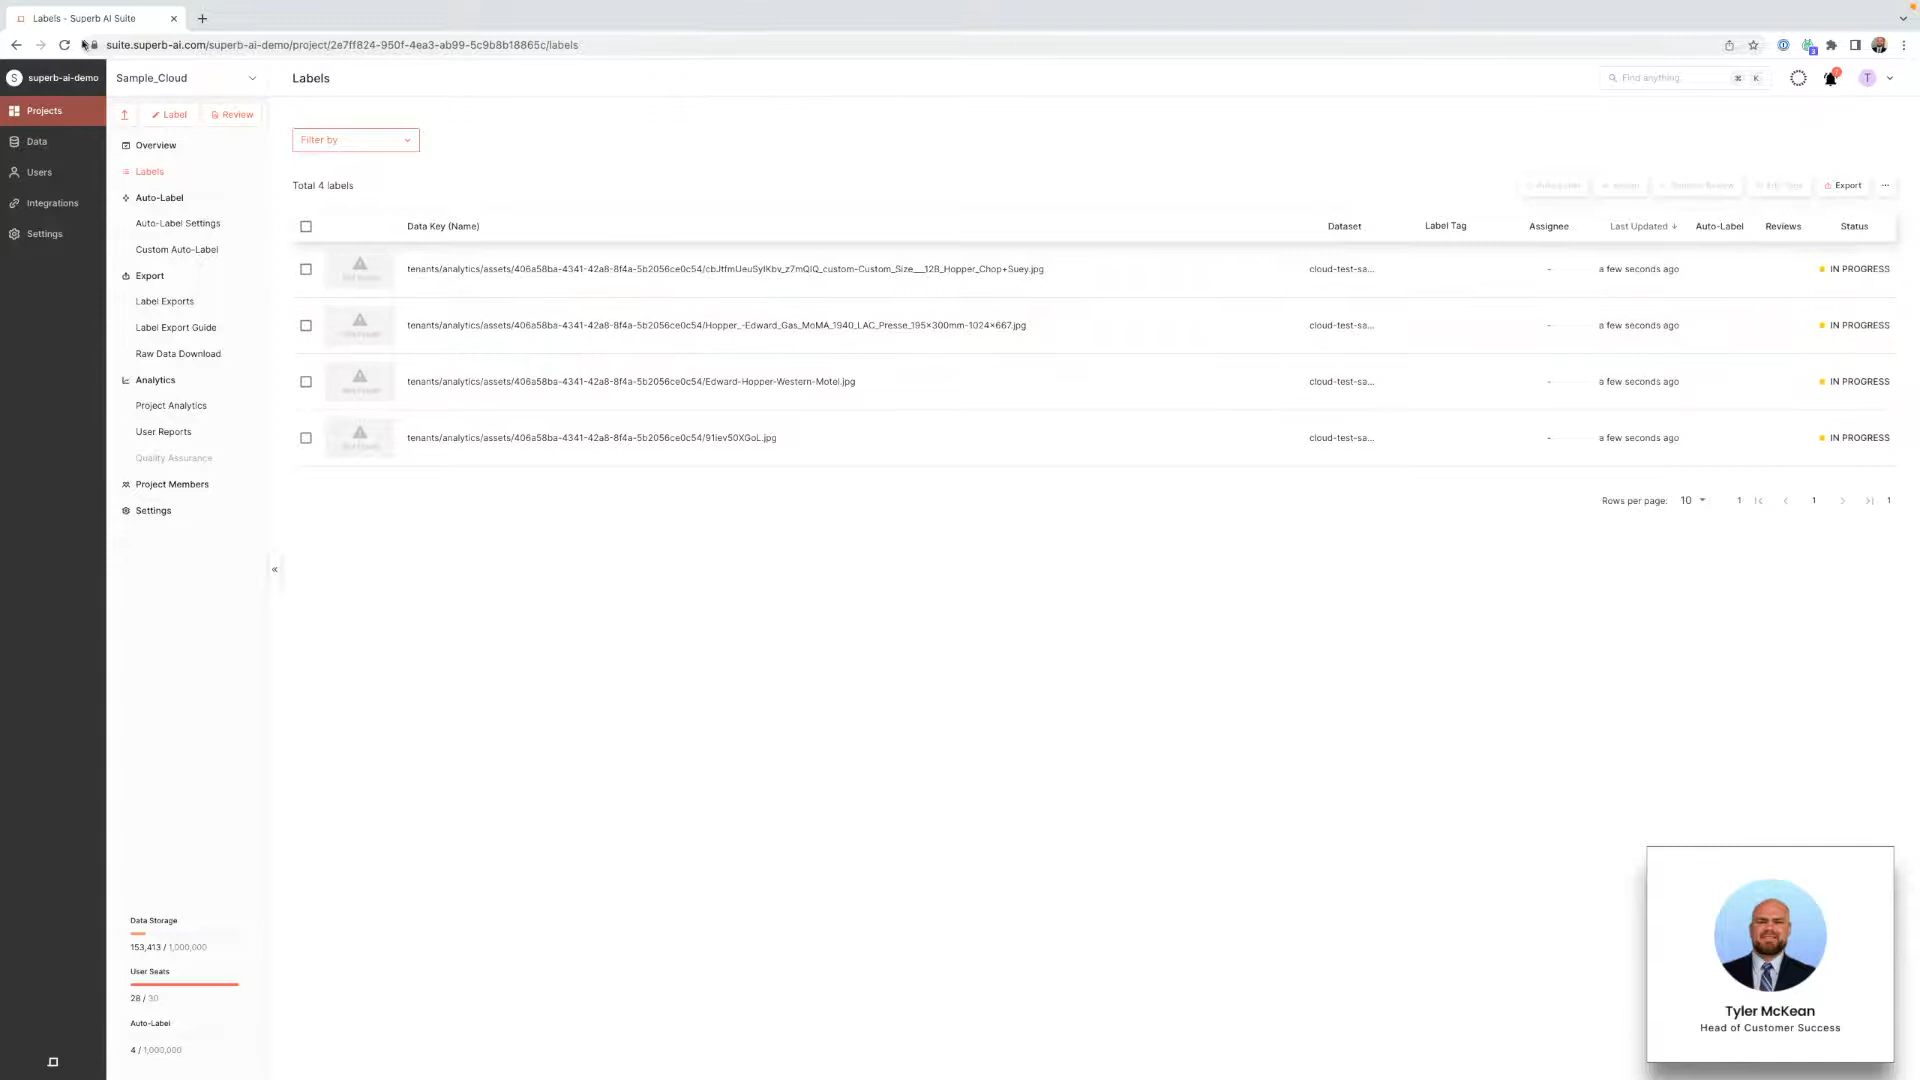 Labels - Superb AI Suite
suite.superb-ai.com/superb-ai-demo/project/2e7ff824-950f-4ea3-ab99-5c9b8b18865c/labels
S superb-ai-demo
Sample_Cloud
Labels
Find anything
⌘ K
T
Projects
Data
Users
Integrations
Settings
Label
Review
Overview
Labels
Auto-Label
Auto-Label Settings
Custom Auto-Label
Export
Label Exports
Label Export Guide
Raw Data Download
Analytics
Project Analytics
User Reports
Quality Assurance
Project Members
Settings
Filter by
Total 4 labels
Export
Data Key (Name) Dataset Label Tag Assignee Last Updated ↓ Auto-Label Reviews Status
tenants/analytics/assets/406a58ba-4341-42a8-8f4a-5b2056ce0c54/cbJtfmUeuSylKbv_z7mQIQ_custom-Custom_Size___12B_Hopper_Chop+Suey.jpg cloud-test-sa... - a few seconds ago IN PROGRESS
tenants/analytics/assets/406a58ba-4341-42a8-8f4a-5b2056ce0c54/Hopper_-Edward_Gas_MoMA_1940_LAC_Presse_195×300mm-1024×667.jpg cloud-test-sa... - a few seconds ago IN PROGRESS
tenants/analytics/assets/406a58ba-4341-42a8-8f4a-5b2056ce0c54/Edward-Hopper-Western-Motel.jpg cloud-test-sa... - a few seconds ago IN PROGRESS
tenants/analytics/assets/406a58ba-4341-42a8-8f4a-5b2056ce0c54/91iev50XGoL.jpg cloud-test-sa... - a few seconds ago IN PROGRESS
Rows per page: 10 1 1 1
Data Storage
153,413 / 1,000,000
User Seats
28 / 30
Auto-Label
4 / 1,000,000
Tyler McKean
Head of Customer Success